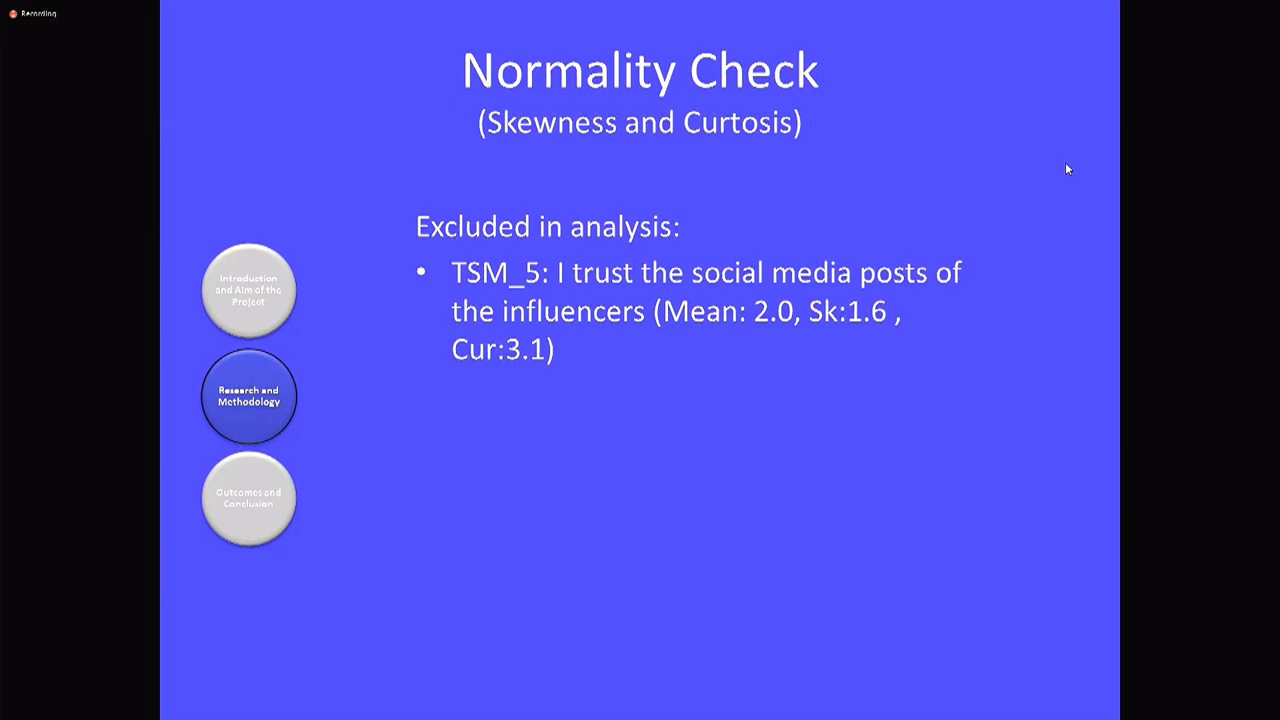 Recording
Normality Check
(Skewness and Curtosis)
Excluded in analysis:
• TSM_5: I trust the social media posts of
the influencers (Mean: 2.0, Sk:1.6 ,
Cur:3.1)
Introduction
and Aim of the
Project
Research and
Methodology
Outcomes and
Conclusion